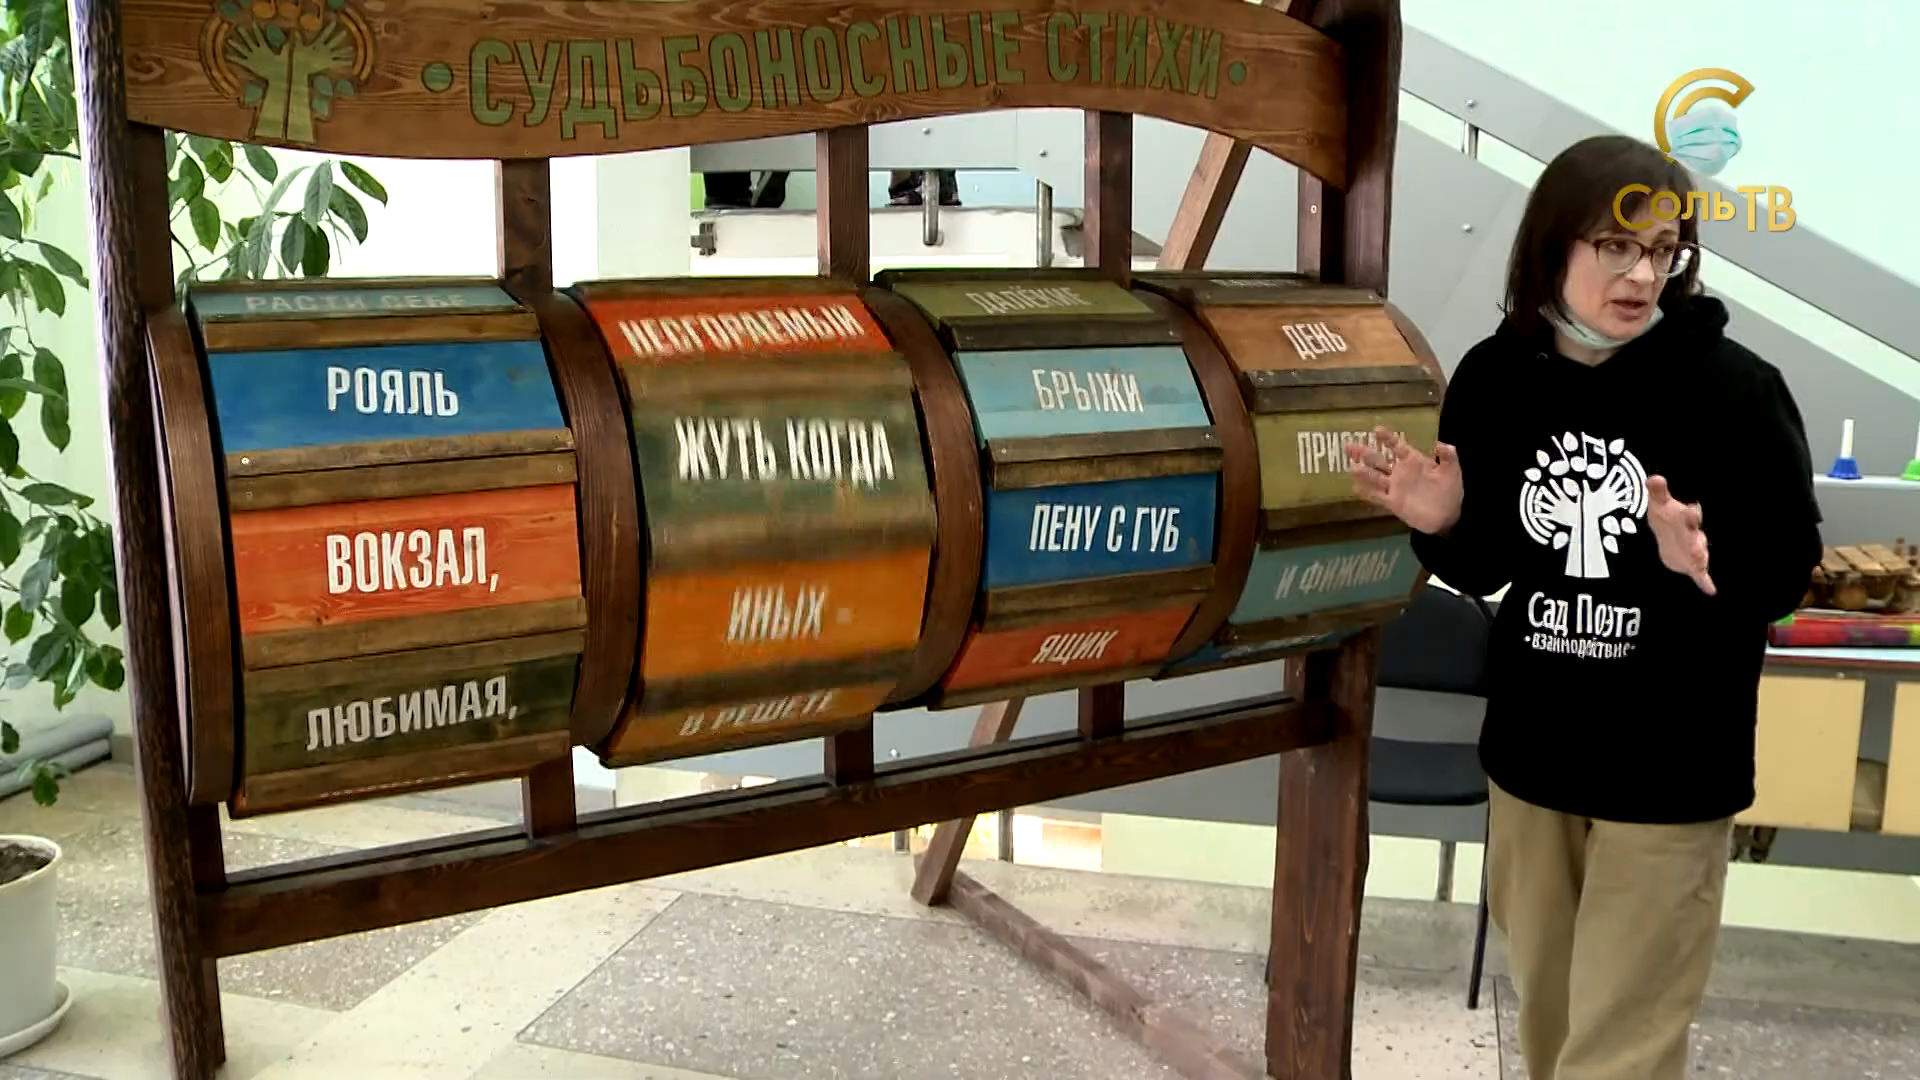 • СУДЬБОНОСНЫЕ СТИХИ •
СольТВ
РАСТИ СЕБЕ
РОЯЛЬ
ВОКЗАЛ,
ЛЮБИМАЯ,
НЕСГОРАЕМЫЙ
ЖУТЬ КОГДА
ИНЫХ
В РЕШЕТЕ
ДАЛЁКИЕ
БРЫЖИ
ПЕНУ С ГУБ
ЯЩИК
ДЕНЬ
И ФИЖМЫ
Сад Поэта
•взаимодействие•